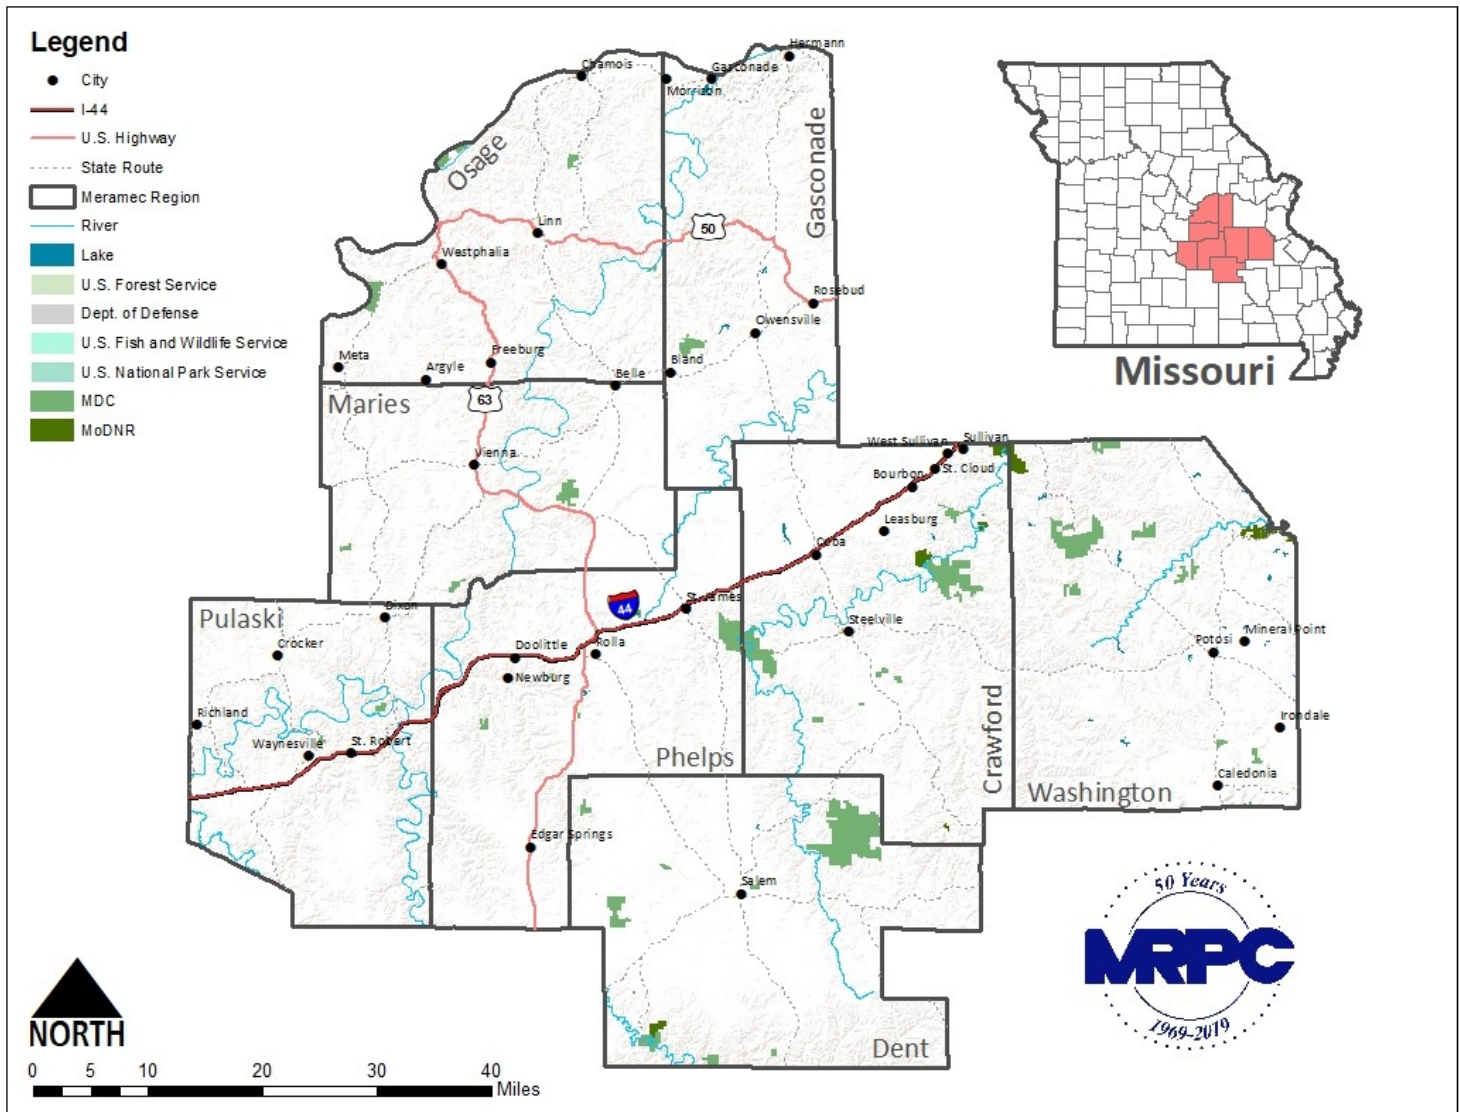 Legend
City
I-44
U.S. Highway
State Route
Meramec Region
River
Lake
U.S. Forest Service
Dept. of Defense
U.S. Fish and Wildlife Service
U.S. National Park Service
MDC
MoDNR
Hermann
Chamois
Gasconade
Morrison
Osage
Gasconade
Linn
50
Westphalia
Rosebud
Owensville
Meta
Argyle
Freeburg
Belle
Bland
Maries
63
Vienna
West Sullivan
Sullivan
Bourbon
St. Cloud
Leasburg
Cuba
Pulaski
Dixon
44
St. James
Crocker
Doolittle
Rolla
Steelville
Newburg
Potosi
Mineral Point
Richland
Waynesville
St. Robert
Phelps
Crawford
Irondale
Caledonia
Washington
Edgar Springs
Salem
Dent
Missouri
50 Years
MRPC
1969-2019
NORTH
0 5 10 20 30 40
Miles